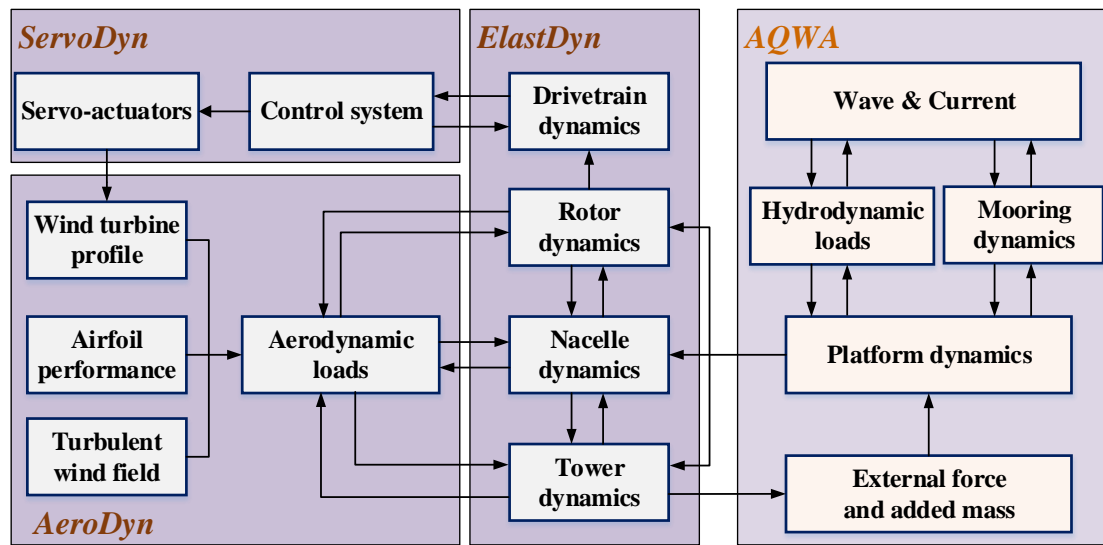 ServoDyn
Servo-actuators
Control system
Wind turbine
profile
Airfoil
performance
Turbulent
wind field
Aerodynamic
loads
AeroDyn
ElastDyn
Drivetrain
dynamics
Rotor
dynamics
Nacelle
dynamics
Tower
dynamics
AQWA
Wave & Current
Hydrodynamic
loads
Mooring
dynamics
Platform dynamics
External force
and added mass